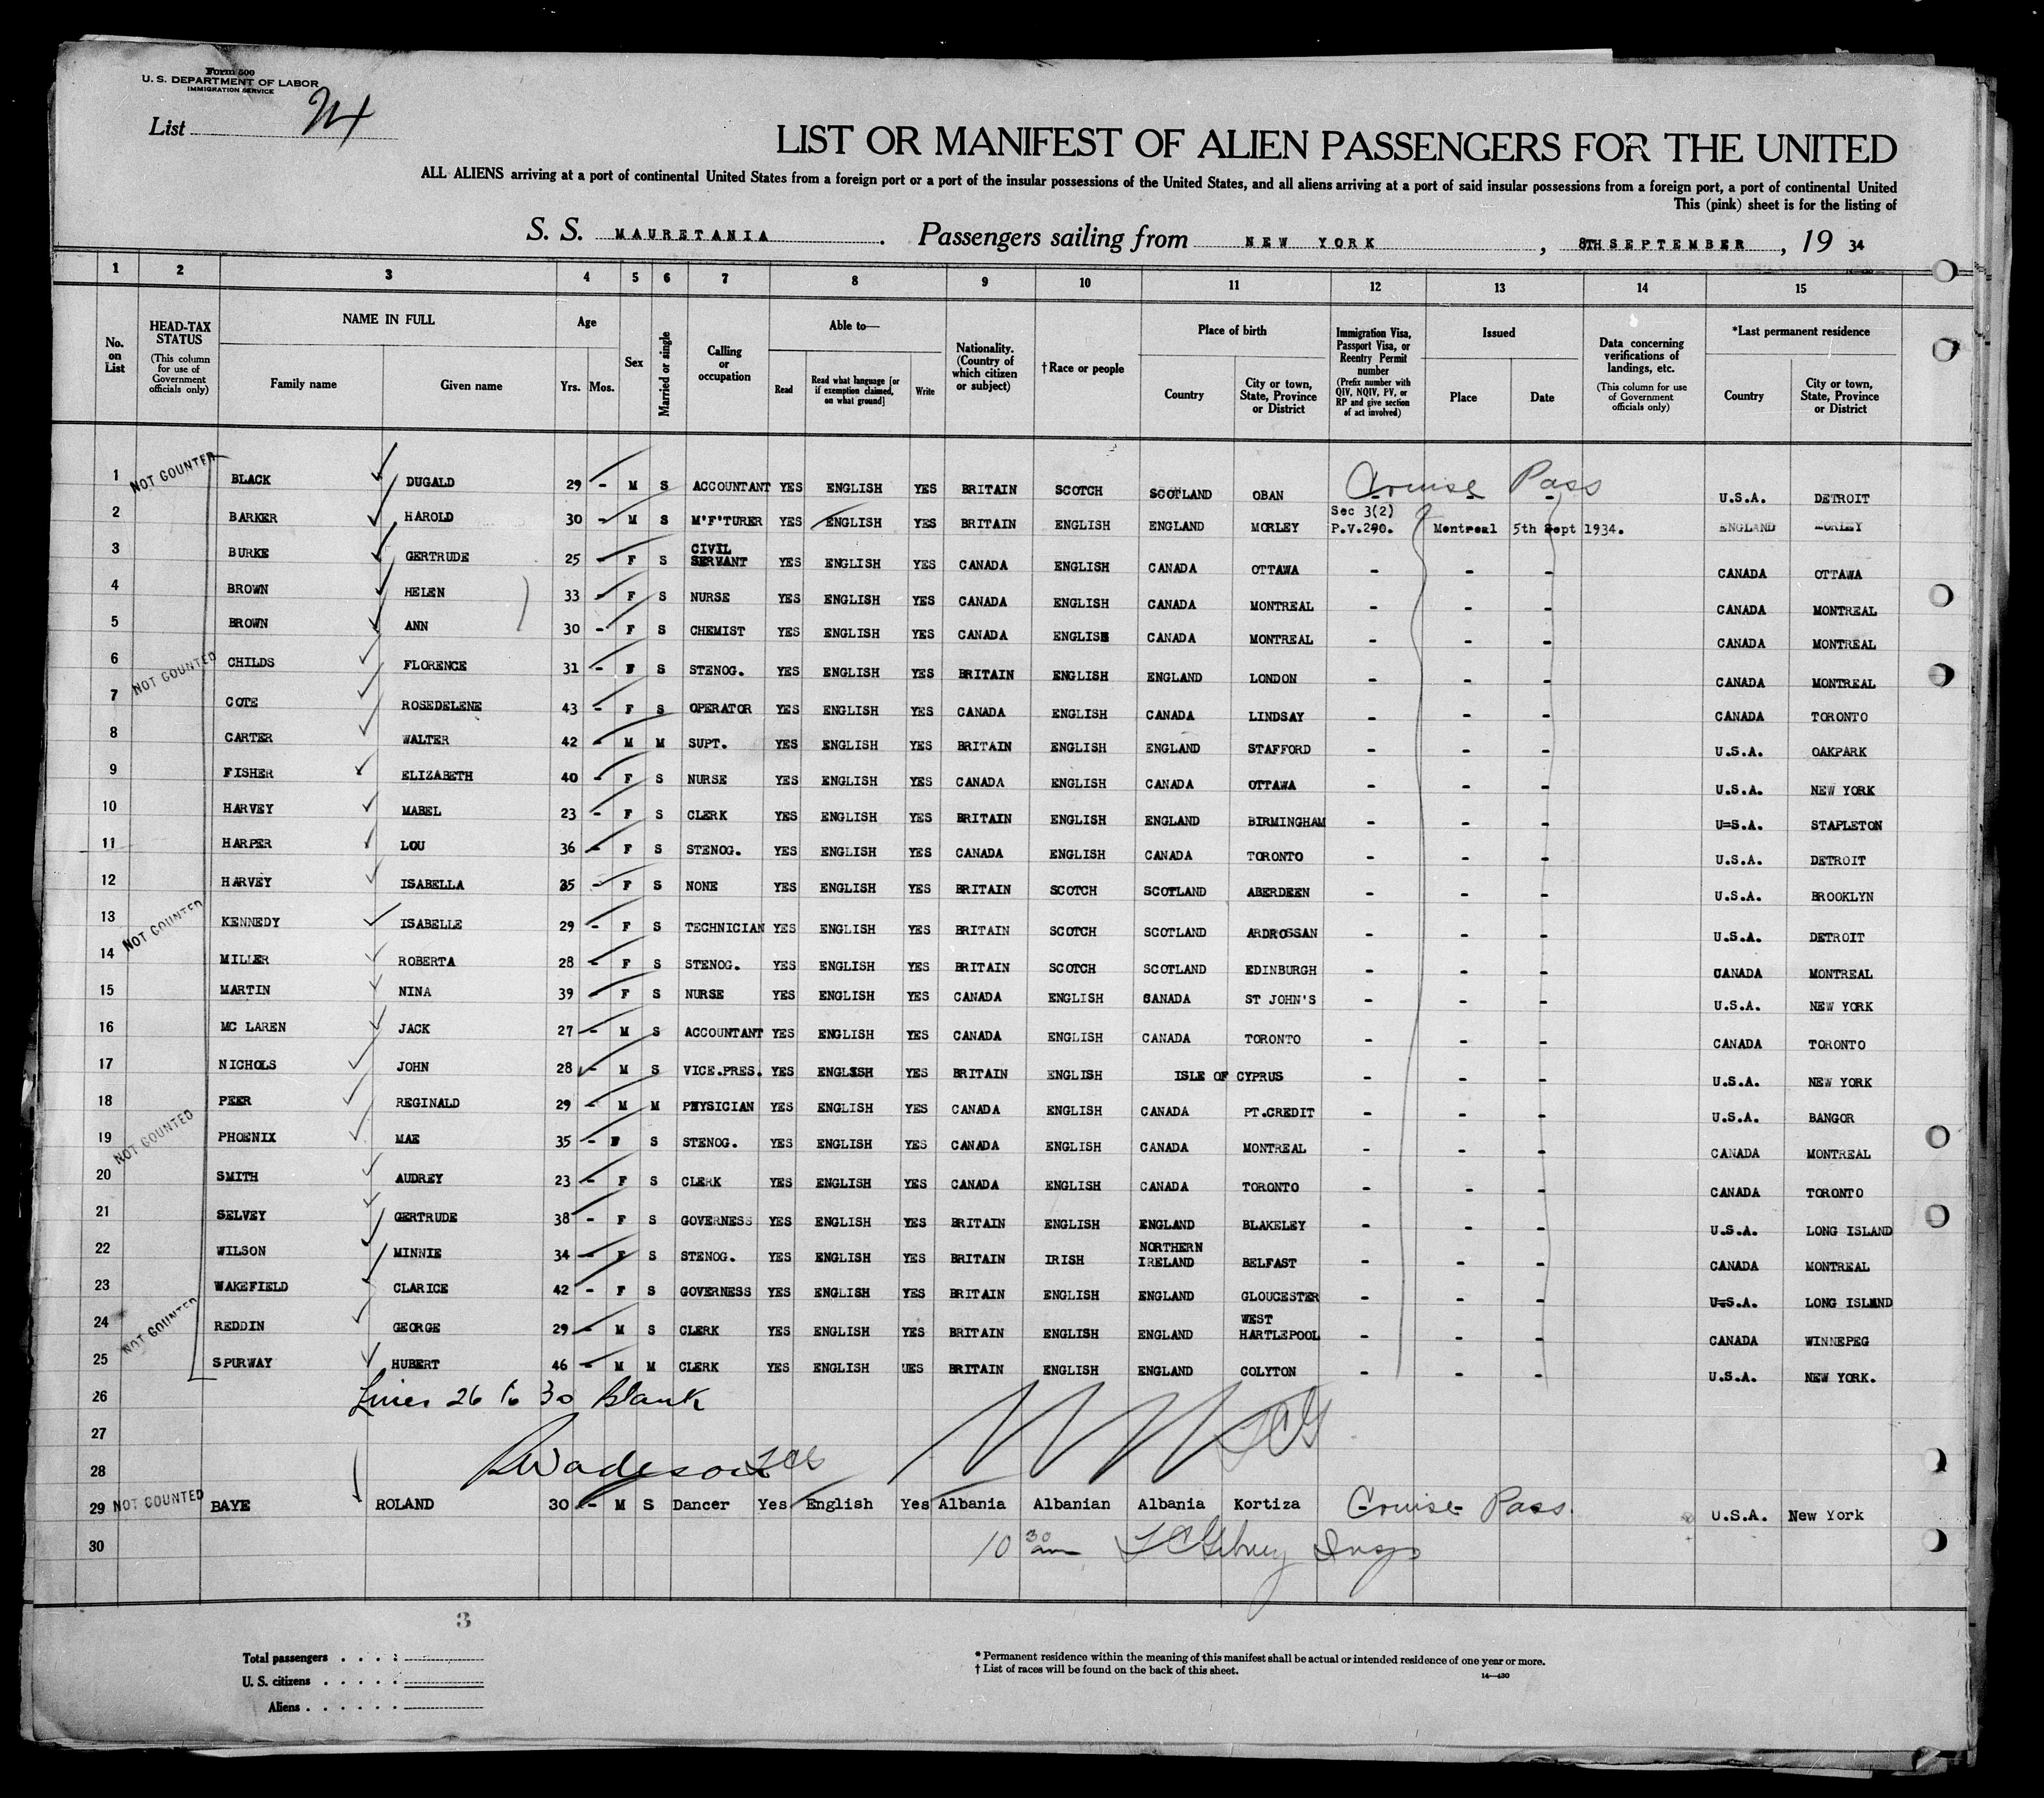 Form 500
U. S. DEPARTMENT OF LABOR
IMMIGRATION SERVICE
List
LIST OR MANIFEST OF ALIEN PASSENGERS FOR THE UNITED
ALL ALIENS arriving at a port of continental United States from a foreign port or a port of the insular possessions of the United States, and all aliens arriving at a port of said insular possessions from a foreign port, a port of continental United
This (pink) sheet is for the listing of
S. S. MAURETANIA . Passengers sailing from NEW YORK , 8TH SEPTEMBER , 19 34
1 2 3 4 5 6 7 8 9 10 11 12 13 14 15
No. on List
HEAD-TAX STATUS (This column for use of Government officials only)
NAME IN FULL Family name Given name
Age Yrs. Mos.
Sex
Married or single
Calling or occupation
Able to— Read Read what language [or if exemption claimed, on what ground] Write
Nationality. (Country of which citizen or subject)
†Race or people
Place of birth Country City or town, State, Province or District
Immigration Visa, Passport Visa, or Reentry Permit number (Prefix number with QIV, NQIV, PV, or RP and give section of act involved)
Issued Place Date
Data concerning verifications of landings, etc. (This column for use of Government officials only)
*Last permanent residence Country City or town, State, Province or District
1 NOT COUNTED BLACK DUGALD 29 - M S ACCOUNTANT YES ENGLISH YES BRITAIN SCOTCH SCOTLAND OBAN - - - Cruise Pass U.S.A. DETROIT
2 BARKER HAROLD 30 - M S M'F'TURER YES ENGLISH YES BRITAIN ENGLISH ENGLAND MORLEY Sec 3(2) P.V.290. Montreal 5th Sept 1934. ENGLAND MORLEY
3 BURKE GERTRUDE 25 - F S CIVIL SERVANT YES ENGLISH YES CANADA ENGLISH CANADA OTTAWA - - - CANADA OTTAWA
4 BROWN HELEN 33 - F S NURSE YES ENGLISH YES CANADA ENGLISH CANADA MONTREAL - - - CANADA MONTREAL
5 BROWN ANN 30 - F S CHEMIST YES ENGLISH YES CANADA ENGLISH CANADA MONTREAL - - - CANADA MONTREAL
6 NOT COUNTED CHILDS FLORENCE 31 - F S STENOG. YES ENGLISH YES BRITAIN ENGLISH ENGLAND LONDON - - - CANADA MONTREAL
7 COTE ROSEDELENE 43 - F S OPERATOR YES ENGLISH YES CANADA ENGLISH CANADA LINDSAY - - - CANADA TORONTO
8 CARTER WALTER 42 - M M SUPT. YES ENGLISH YES BRITAIN ENGLISH ENGLAND STAFFORD - - - U.S.A. OAKPARK
9 FISHER ELIZABETH 40 - F S NURSE YES ENGLISH YES CANADA ENGLISH CANADA OTTAWA - - - U.S.A. NEW YORK
10 HARVEY MABEL 23 - F S CLERK YES ENGLISH YES BRITAIN ENGLISH ENGLAND BIRMINGHAM - - - U=S.A. STAPLETON
11 HARPER LOU 36 - F S STENOG. YES ENGLISH YES CANADA ENGLISH CANADA TORONTO - - - U.S.A. DETROIT
12 HARVEY ISABELLA 35 - F S NONE YES ENGLISH YES BRITAIN SCOTCH SCOTLAND ABERDEEN - - - U.S.A. BROOKLYN
13 NOT COUNTED KENNEDY ISABELLE 29 - F S TECHNICIAN YES ENGLISH YES BRITAIN SCOTCH SCOTLAND ARDROSSAN - - - U.S.A. DETROIT
14 MILLER ROBERTA 28 - F S STENOG. YES ENGLISH YES BRITAIN SCOTCH SCOTLAND EDINBURGH - - - CANADA MONTREAL
15 MARTIN NINA 39 - F S NURSE YES ENGLISH YES CANADA ENGLISH CANADA ST JOHN'S - - - U.S.A. NEW YORK
16 MC LAREN JACK 27 - M S ACCOUNTANT YES ENGLISH YES CANADA ENGLISH CANADA TORONTO - - - CANADA TORONTO
17 NICHOLS JOHN 28 - M S VICE.PRES. YES ENGLISH YES BRITAIN ENGLISH ISLE OF CYPRUS - - - U.S.A. NEW YORK
18 PEER REGINALD 29 - M M PHYSICIAN YES ENGLISH YES CANADA ENGLISH CANADA PT.CREDIT - - - U.S.A. BANGOR
19 NOT COUNTED PHOENIX MAE 35 - F S STENOG. YES ENGLISH YES CANADA ENGLISH CANADA MONTREAL - - - CANADA MONTREAL
20 SMITH AUDREY 23 - F S CLERK YES ENGLISH YES CANADA ENGLISH CANADA TORONTO - - - CANADA TORONTO
21 SELVEY GERTRUDE 38 - F S GOVERNESS YES ENGLISH YES BRITAIN ENGLISH ENGLAND BLAKELEY - - - U.S.A. LONG ISLAND
22 WILSON MINNIE 34 - F S STENOG. YES ENGLISH YES BRITAIN IRISH NORTHERN IRELAND BELFAST - - - CANADA MONTREAL
23 WAKEFIELD CLARICE 42 - F S GOVERNESS YES ENGLISH YES BRITAIN ENGLISH ENGLAND GLOUCESTER - - - U=S.A. LONG ISLAND
24 NOT COUNTED REDDIN GEORGE 29 - M S CLERK YES ENGLISH YES BRITAIN ENGLISH ENGLAND WEST HARTLEPOOL - - - CANADA WINNEPEG
25 SPURWAY HUBERT 46 - M M CLERK YES ENGLISH UES BRITAIN ENGLISH ENGLAND COLYTON - - - U.S.A. NEW YORK.
26 Lines 26 to 30 Blank
27
28
29 NOT COUNTED BAYE ROLAND 30 - M S Dancer Yes English Yes Albania Albanian Albania Kortiza Cruise Pass U.S.A. New York
30 10 30 am
3
Total passengers . . . .
U. S. citizens . . . . .
Aliens . . . . . .
* Permanent residence within the meaning of this manifest shall be actual or intended residence of one year or more.
† List of races will be found on the back of this sheet.
14—430